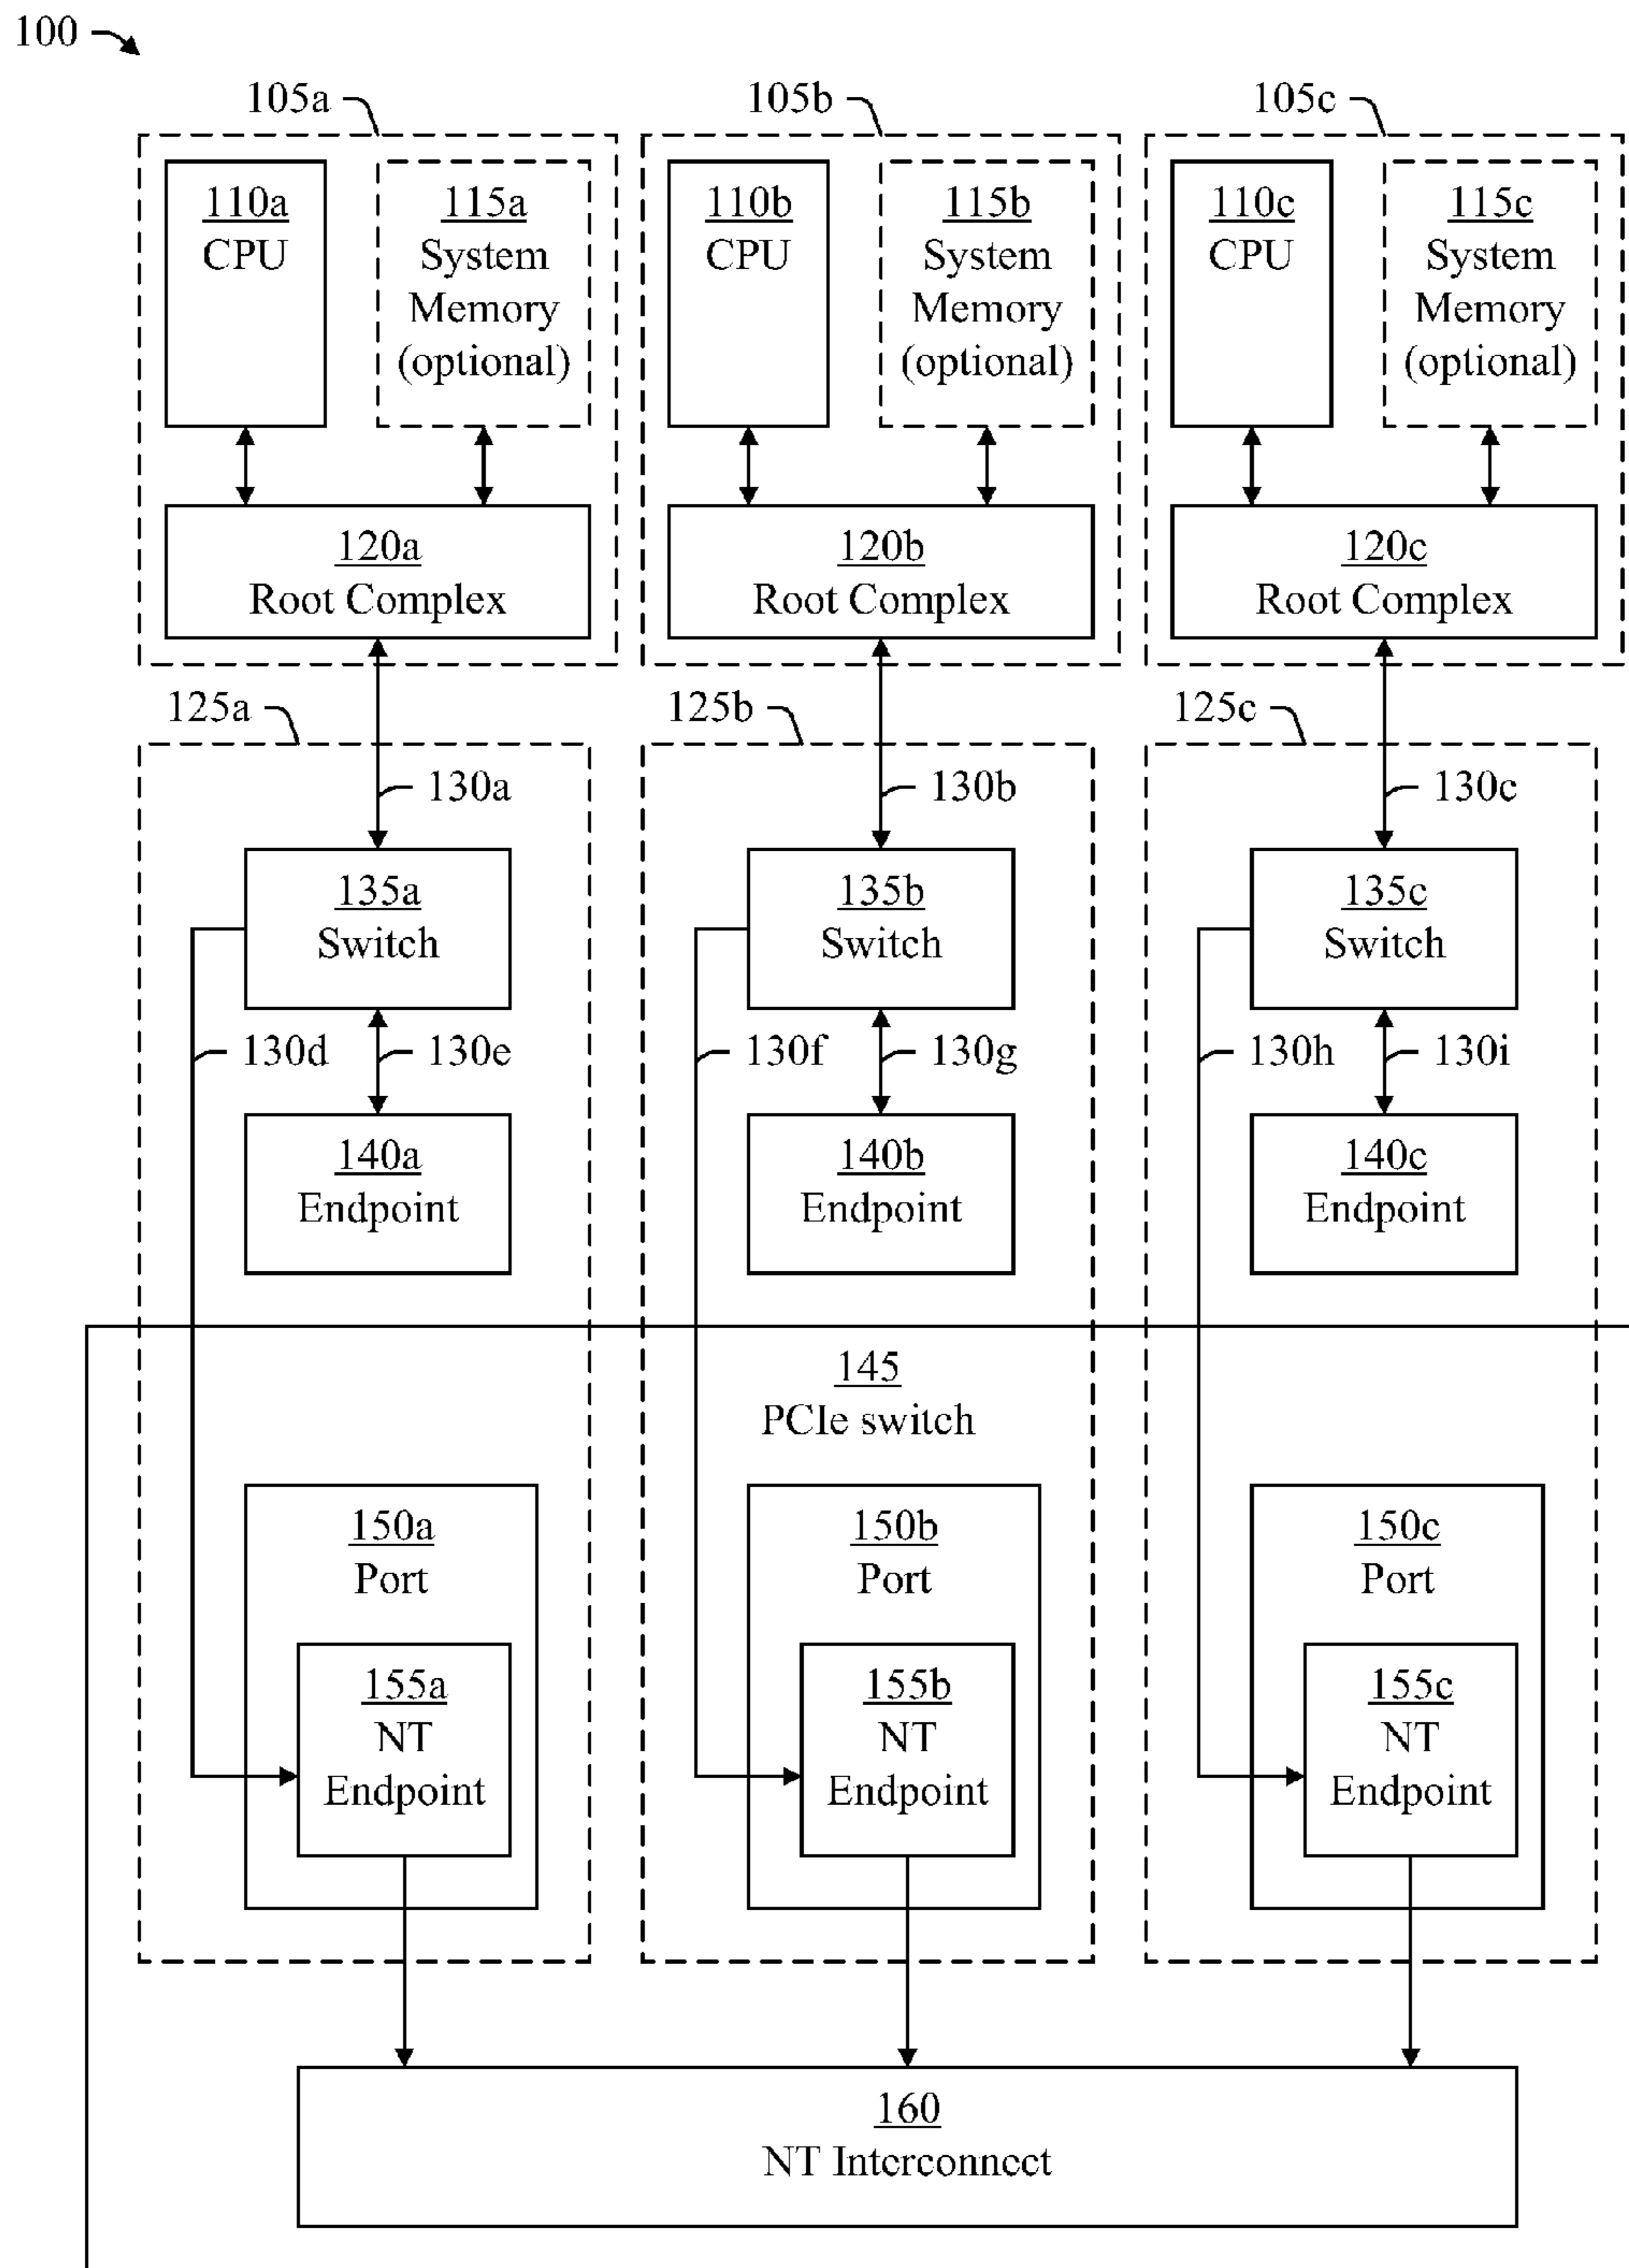 100
105a 105b 105c
110a 115a 110b 115b 110c 115c
CPU System CPU System CPU System
Memory Memory Memory
(optional) (optional) (optional)
120a 120b 120c
Root Complex Root Complex Root Complex
125a 125b 125c
130a 130b 130c
135a 135b 135c
Switch Switch Switch
130d 130e 130f 130g 130h 130i
140a 140b 140c
Endpoint Endpoint Endpoint
145
PCIe switch
150a 150b 150c
Port Port Port
155a 155b 155c
NT NT NT
Endpoint Endpoint Endpoint
160
NT Interconnect